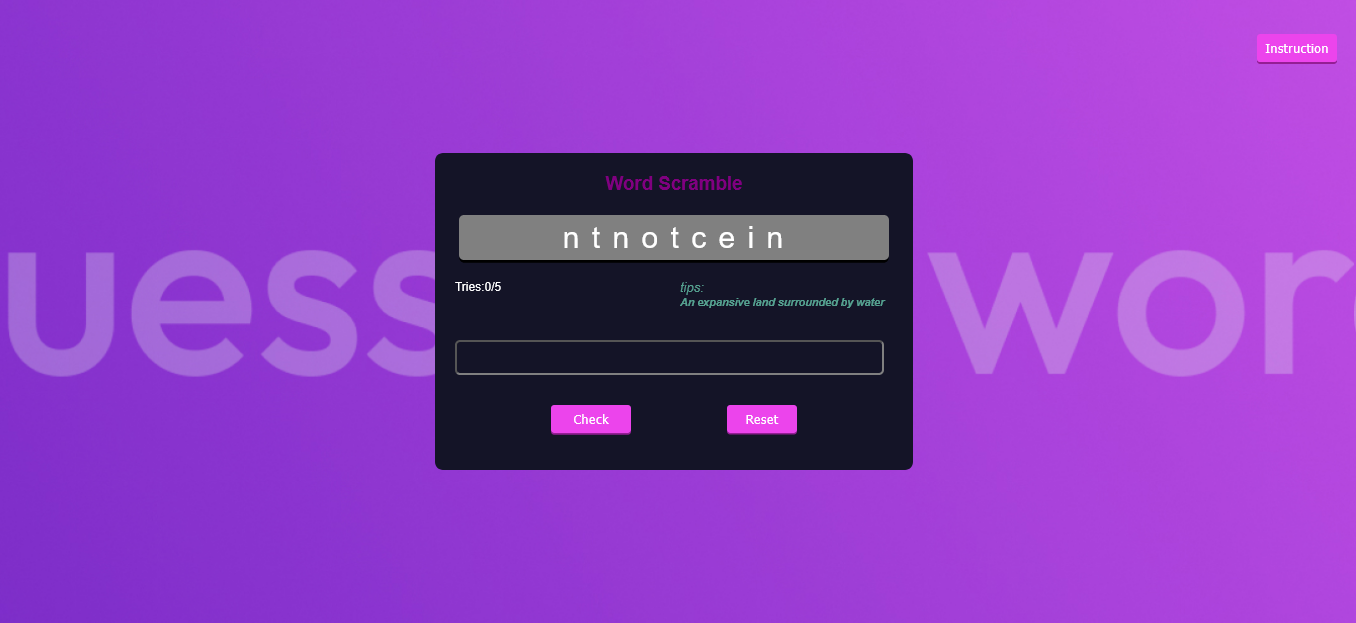 Instruction
Word Scramble
n t n o t c e i n
Tries:0/5
tips:
An expansive land surrounded by water
uess wor
Check
Reset